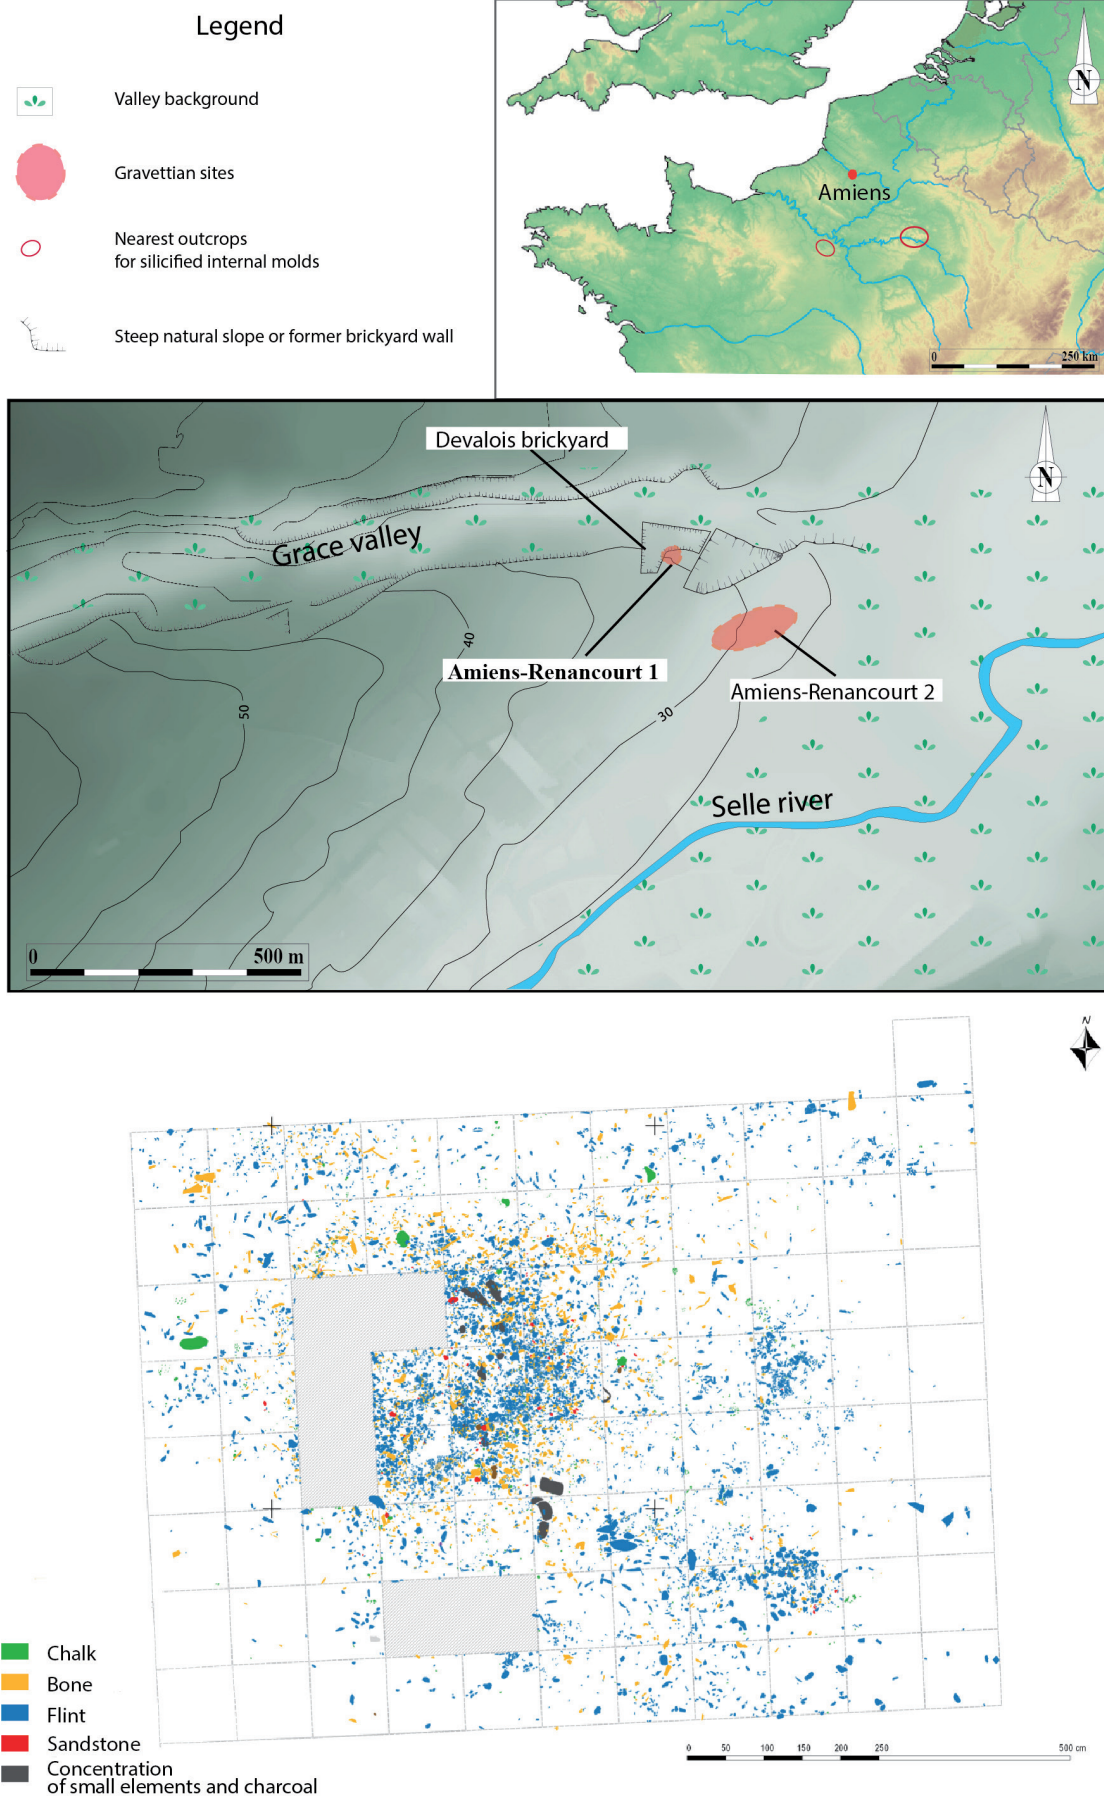 Legend
Valley background
Gravettian sites
Nearest outcrops
for silicified internal molds
Steep natural slope or former brickyard wall
N
Amiens
0 250 km
Devalois brickyard
N
Grace valley
Amiens-Renancourt 1
Amiens-Renancourt 2
40
50
30
Selle river
0 500 m
N
Chalk
Bone
Flint
Sandstone
Concentration
of small elements and charcoal
0 50 100 150 200 250 500 cm